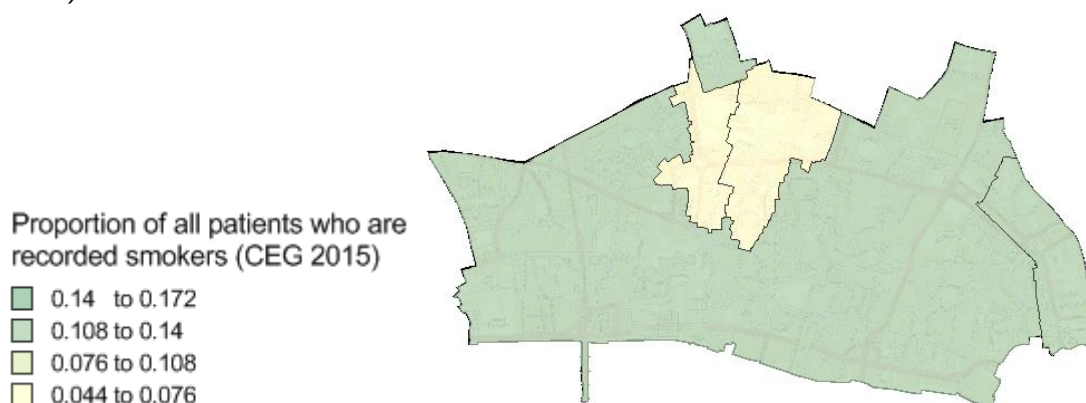 Proportion of all patients who are
recorded smokers (CEG 2015)
0.14 to 0.172
0.108 to 0.14
0.076 to 0.108
0.044 to 0.076